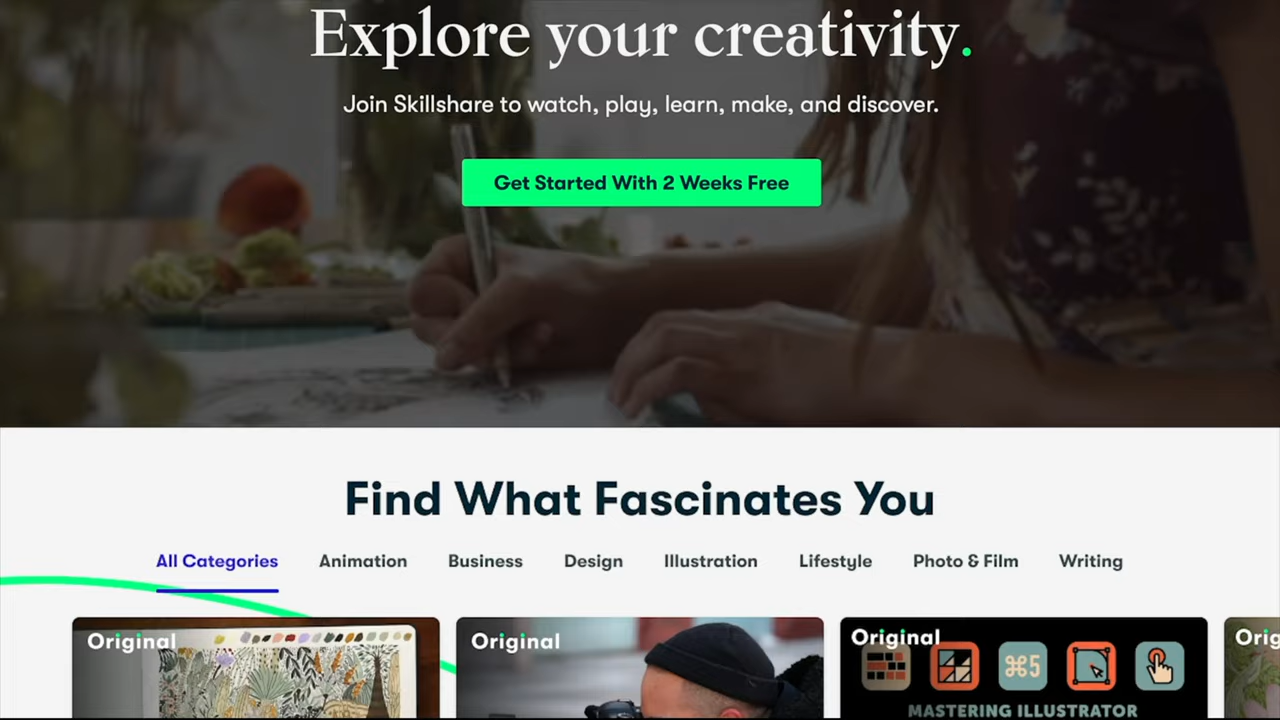 Explore your creativity.
Join Skillshare to watch, play, learn, make, and discover.
Get Started With 2 Weeks Free
Find What Fascinates You
All Categories Animation Business Design Illustration Lifestyle Photo & Film Writing
Original Original Original
⌘5
MASTERING ILLUSTRATOR